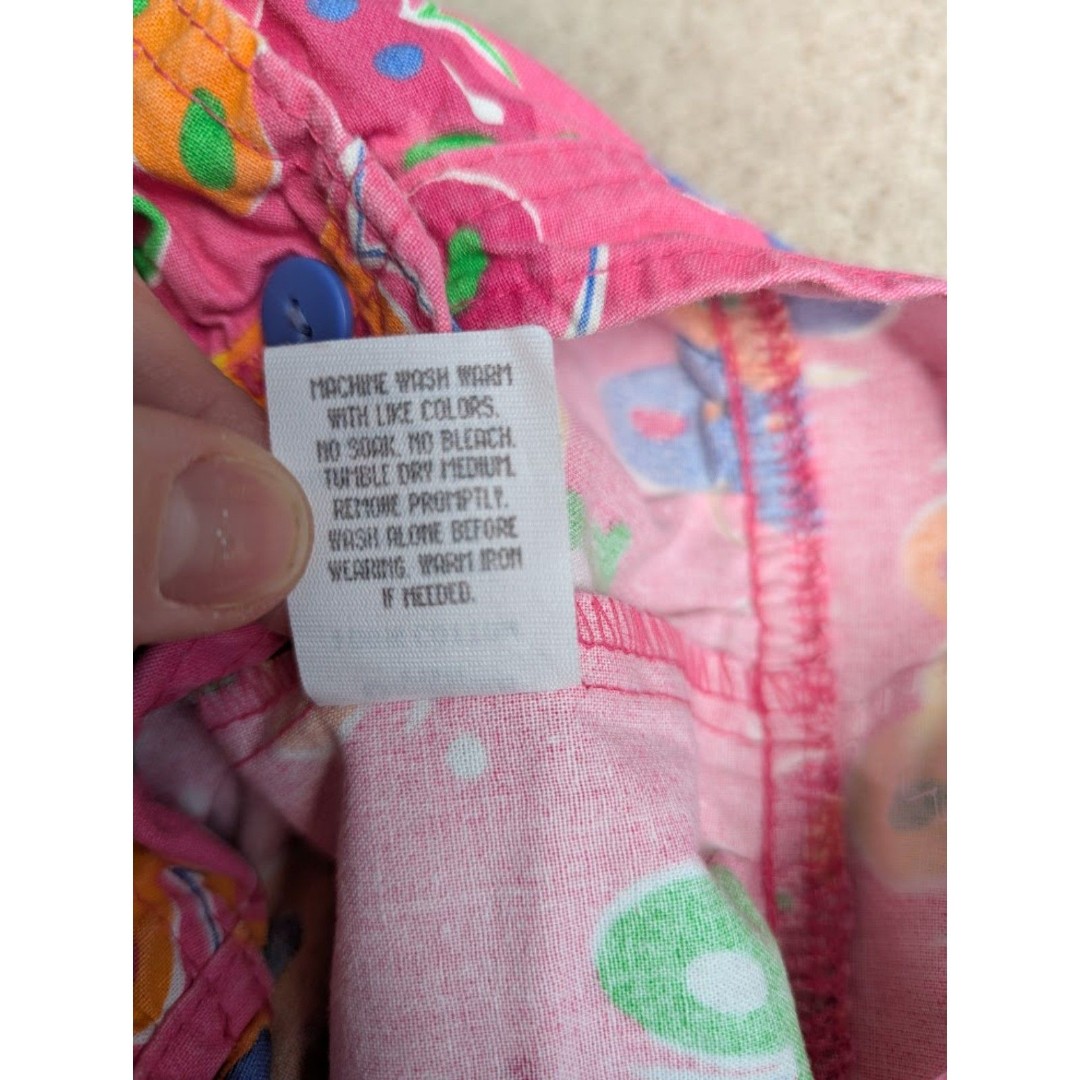 MACHINE WASH WARM
WITH LIKE COLORS.
NO SOAK. NO BLEACH.
TUMBLE DRY MEDIUM.
REMOVE PROMPTLY.
WASH ALONE BEFORE
WEARING. WARM IRON
IF NEEDED.